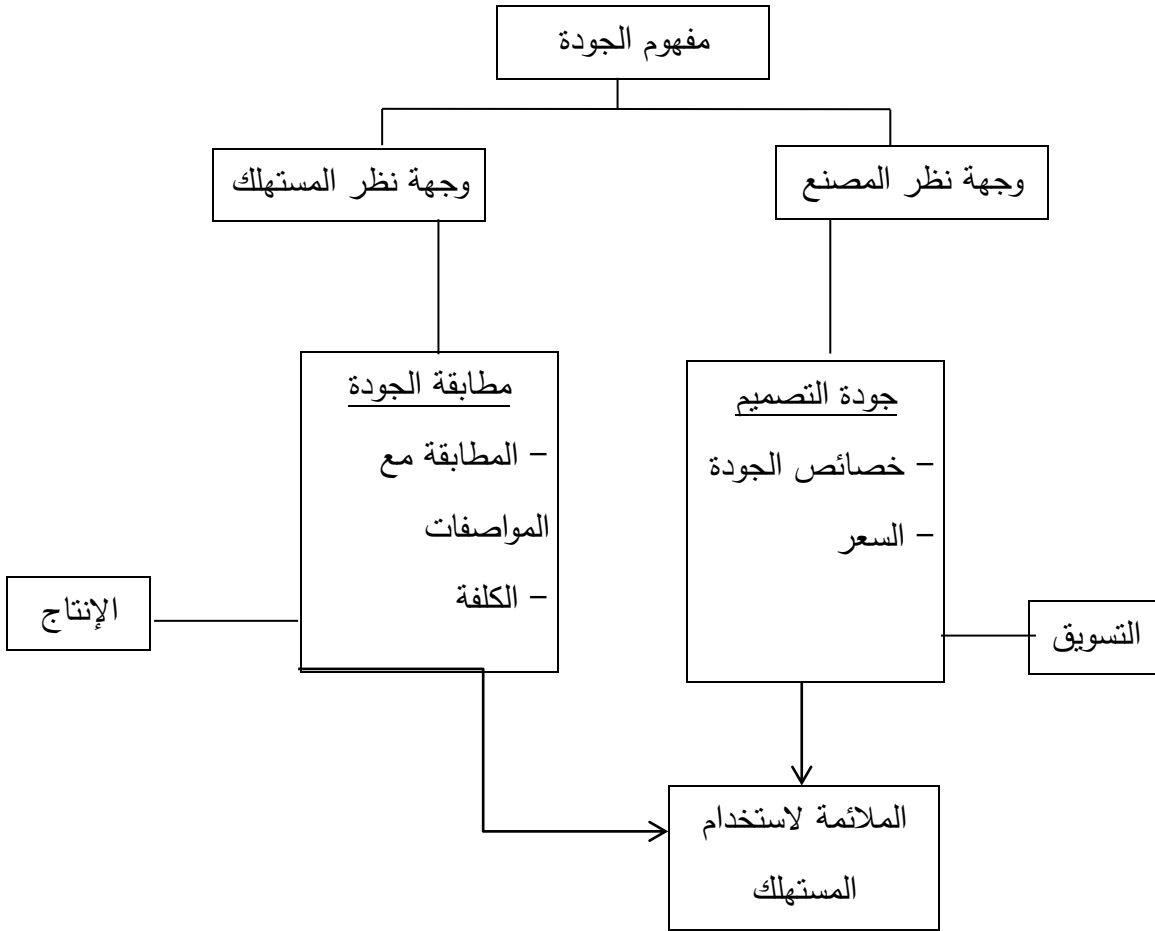 مفهوم الجودة
وجهة نظر المصنع
وجهة نظر المستهلك
جودة التصميم
– خصائص الجودة
– السعر
مطابقة الجودة
– المطابقة مع
المواصفات
– الكلفة
التسويق
الإنتاج
الملائمة لاستخدام
المستهلك